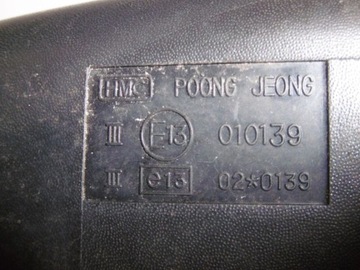 HMC POONG JEONG
III E13 010139
III e13 02*0139